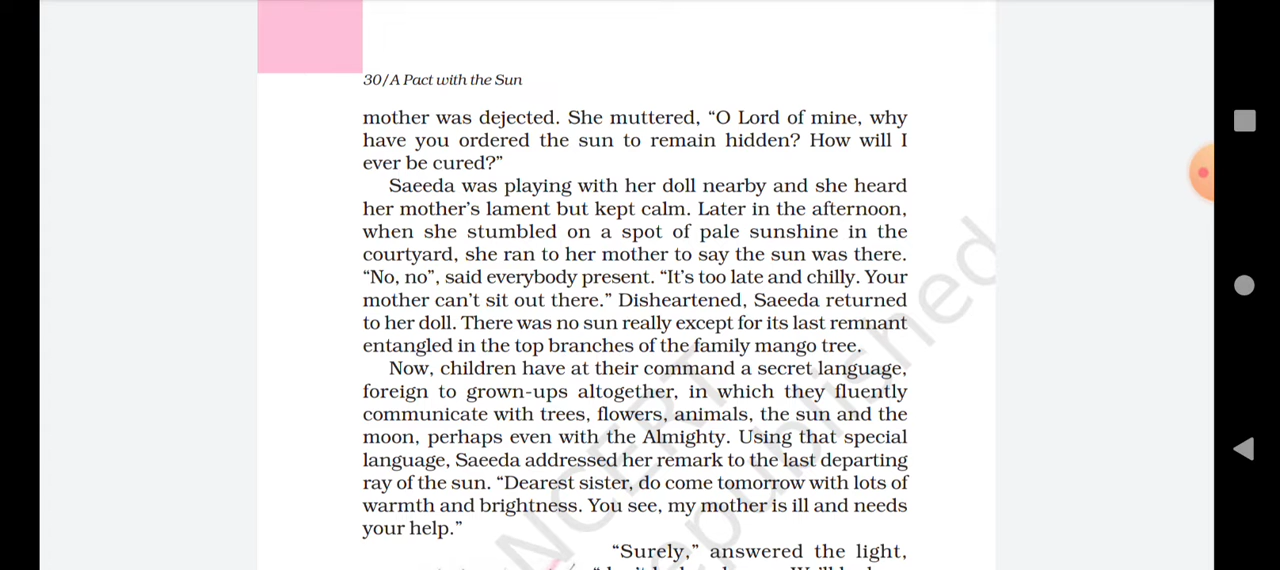 30/A Pact with the Sun
mother was dejected. She muttered, “O Lord of mine, why
have you ordered the sun to remain hidden? How will I
ever be cured?”
Saeeda was playing with her doll nearby and she heard
her mother’s lament but kept calm. Later in the afternoon,
when she stumbled on a spot of pale sunshine in the
courtyard, she ran to her mother to say the sun was there.
“No, no”, said everybody present. “It’s too late and chilly. Your
mother can’t sit out there.” Disheartened, Saeeda returned
to her doll. There was no sun really except for its last remnant
entangled in the top branches of the family mango tree.
Now, children have at their command a secret language,
foreign to grown-ups altogether, in which they fluently
communicate with trees, flowers, animals, the sun and the
moon, perhaps even with the Almighty. Using that special
language, Saeeda addressed her remark to the last departing
ray of the sun. “Dearest sister, do come tomorrow with lots of
warmth and brightness. You see, my mother is ill and needs
your help.”
“Surely,” answered the light,
NCERT
republished